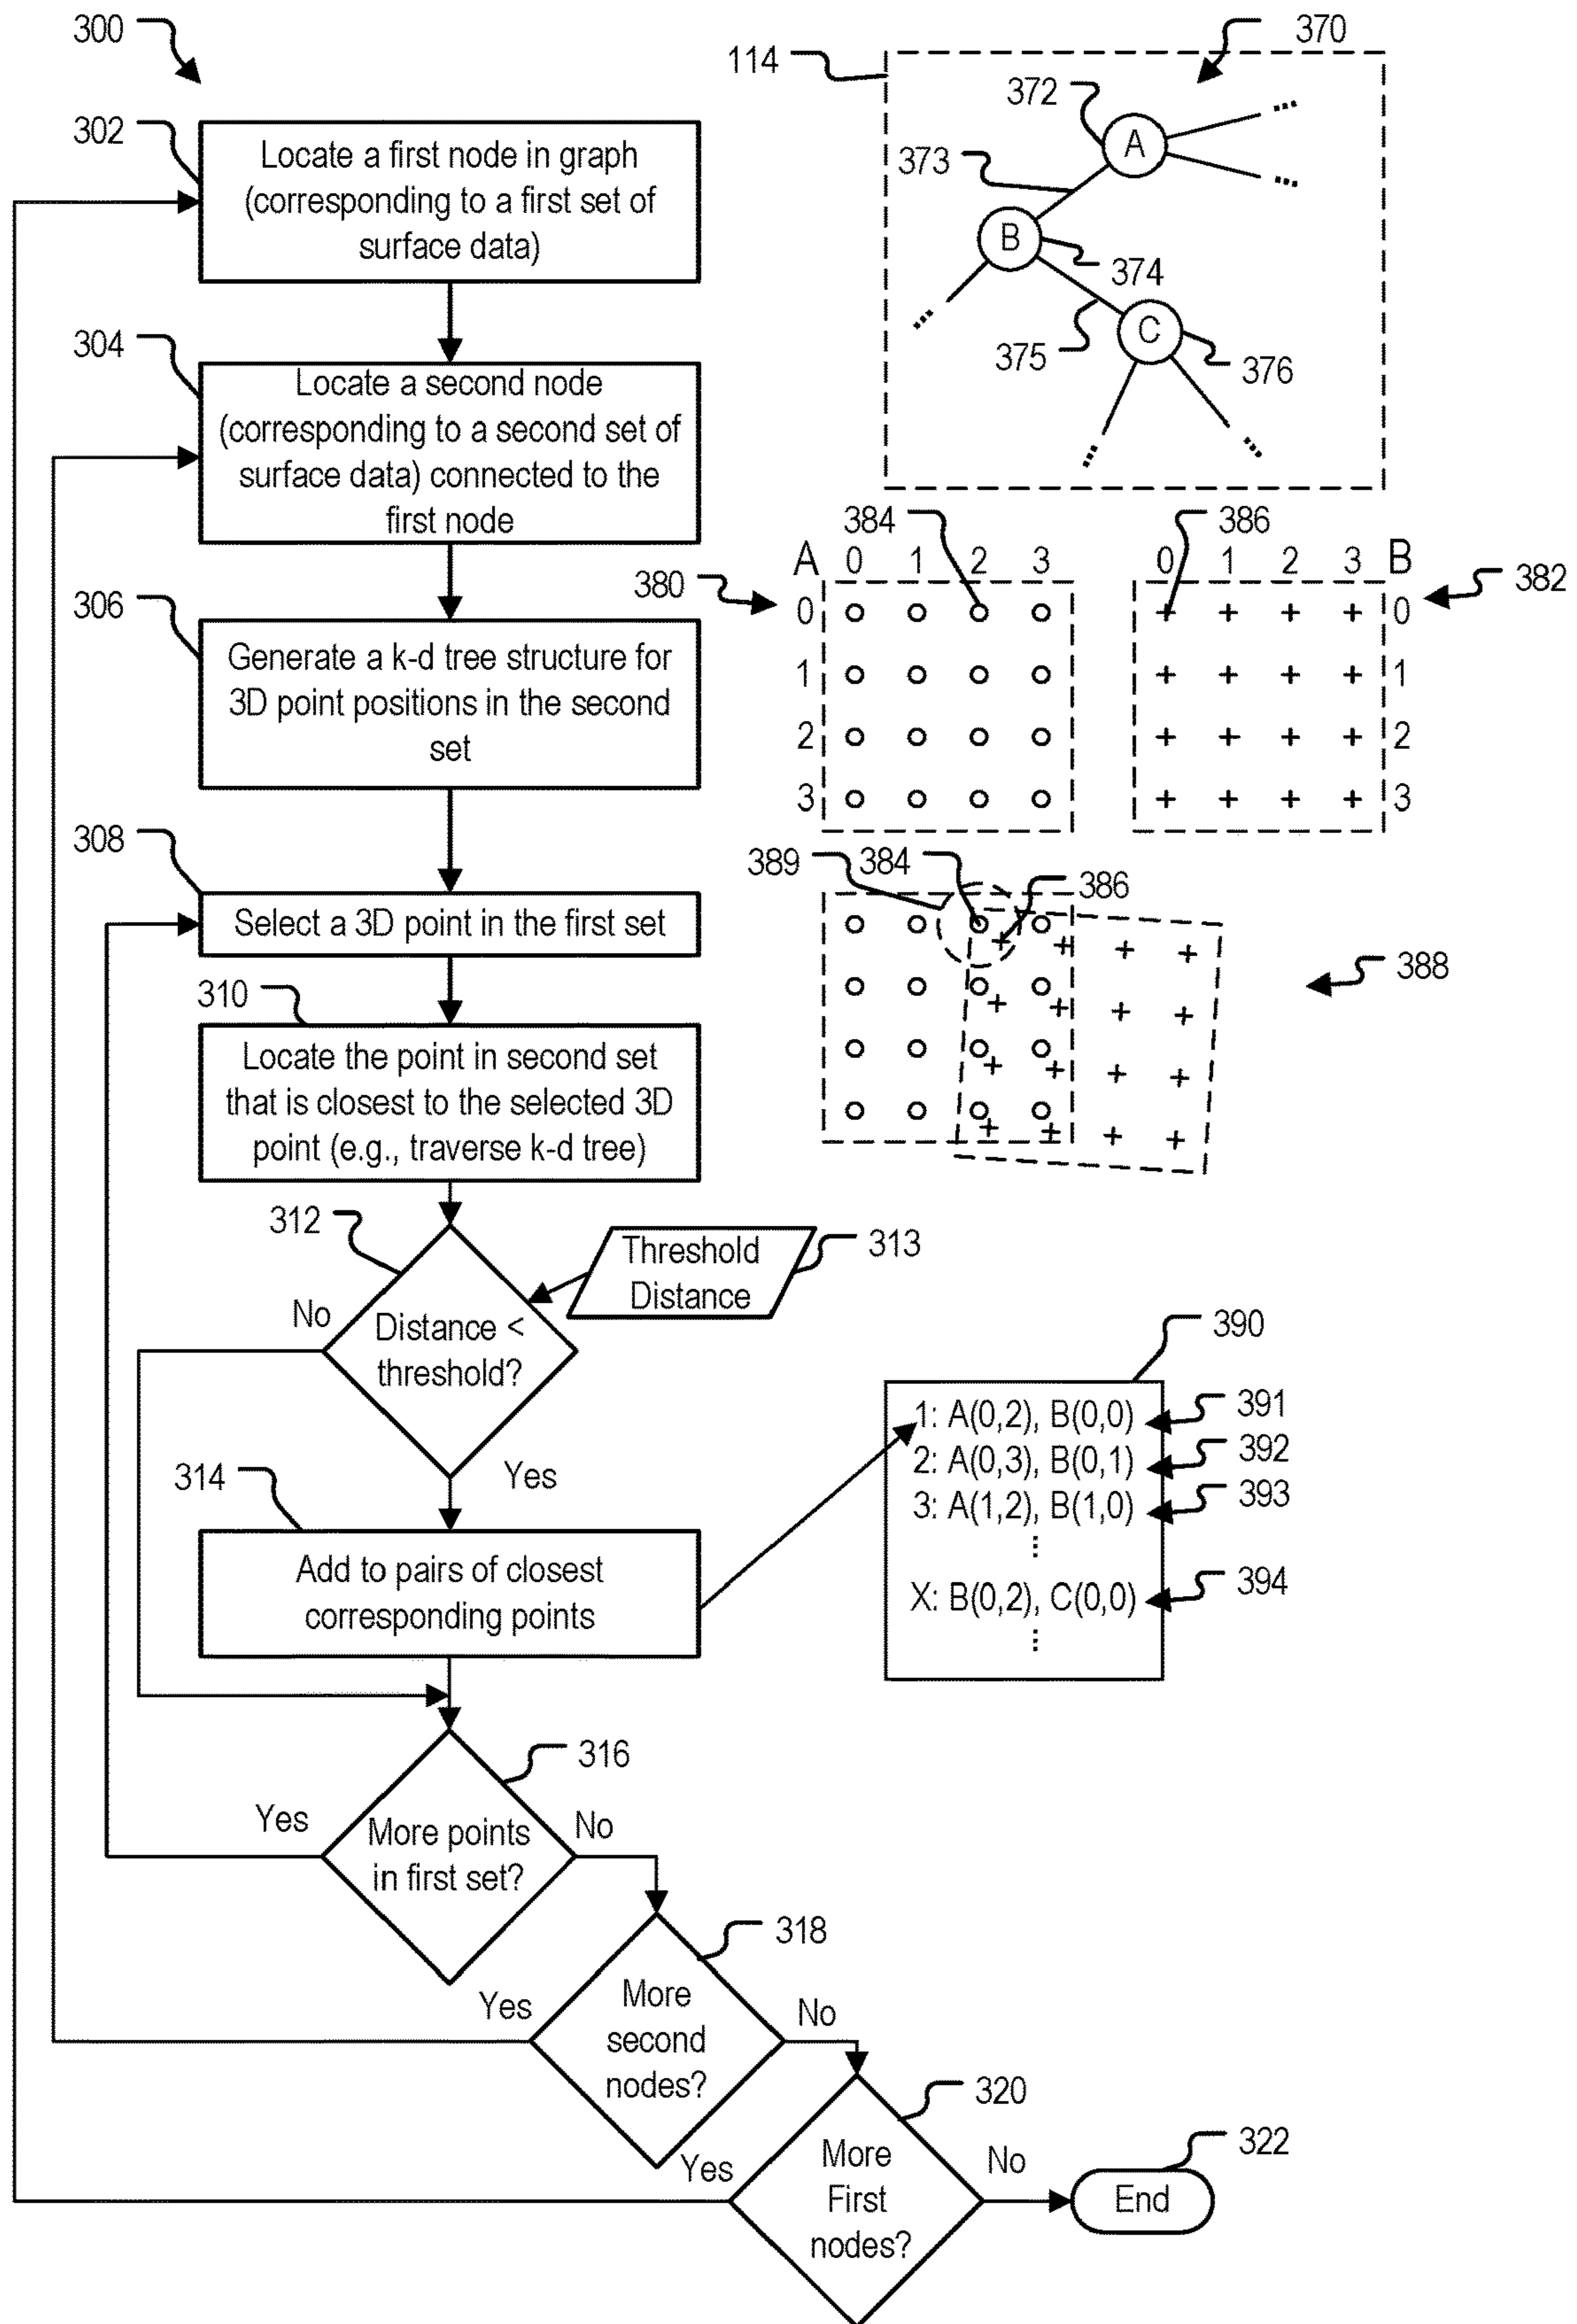 300
302
Locate a first node in graph
(corresponding to a first set of
surface data)
304
Locate a second node
(corresponding to a second set of
surface data) connected to the
first node
306
Generate a k-d tree structure for
3D point positions in the second
set
308
Select a 3D point in the first set
310
Locate the point in second set
that is closest to the selected 3D
point (e.g., traverse k-d tree)
312
Threshold
Distance
313
No
Distance <
threshold?
Yes
314
Add to pairs of closest
corresponding points
316
Yes
More points
in first set?
No
318
Yes
More
second
nodes?
No
320
Yes
More
First
nodes?
No
322
End
114
370
372
A
373
B
374
375
C
376
...
...
...
...
...
384
386
A 0 1 2 3
0 1 2 3 B
380
382
0
1
2
3
0
1
2
3
389
384
386
388
390
1: A(0,2), B(0,0)
391
2: A(0,3), B(0,1)
392
3: A(1,2), B(1,0)
393
...
X: B(0,2), C(0,0)
394
...